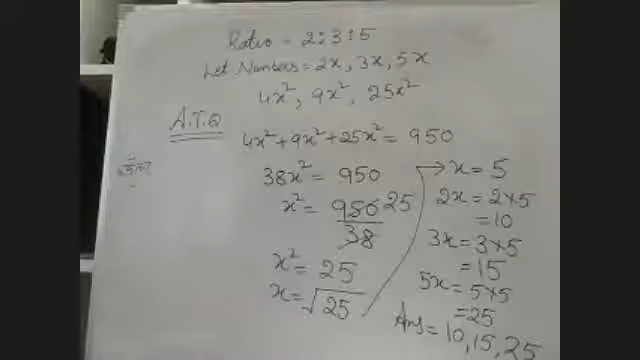 Ratio = 2:3:5
Let Numbers = 2x, 3x, 5x
4x², 9x², 25x²
A.T.Q
4x²+9x²+25x² = 950
38x² = 950
x² = 950 25
38
x² = 25
x = √25
→ x = 5
2x = 2×5
= 10
3x = 3×5
= 15
5x = 5×5
= 25
Ans = 10, 15, 25